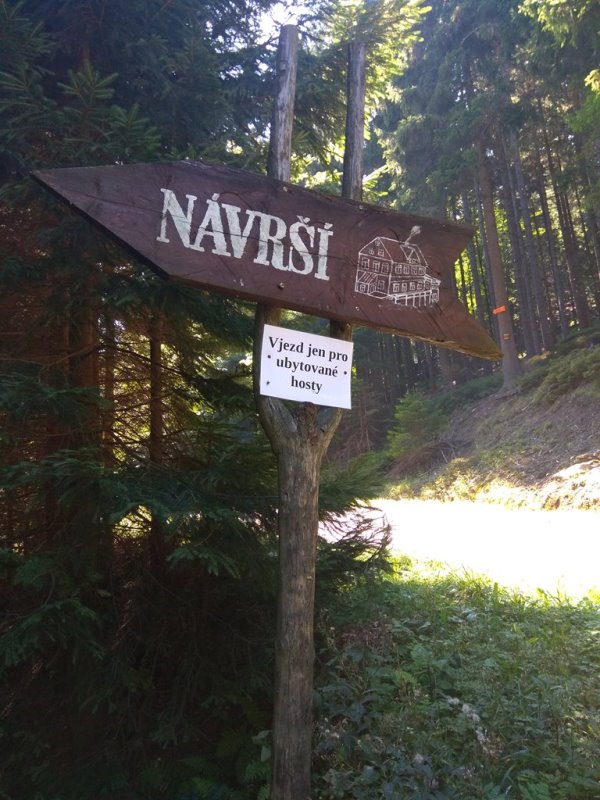 NÁVRŠÍ
Vjezd jen pro
ubytované
hosty